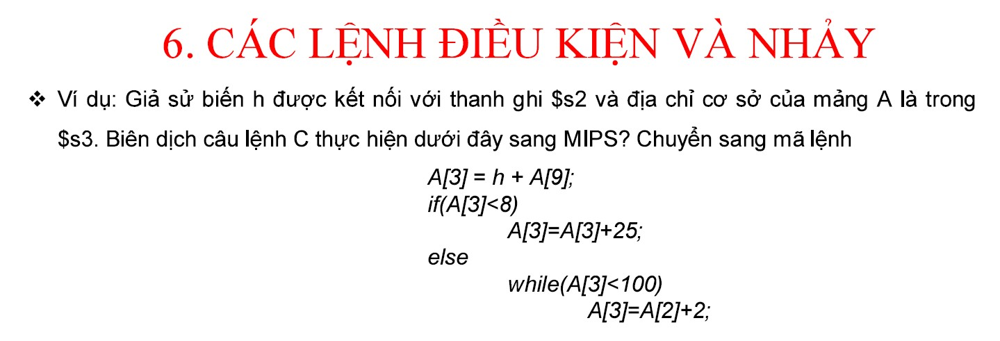 6. CÁC LỆNH ĐIỀU KIỆN VÀ NHẢY
❖ Ví dụ: Giả sử biến h được kết nối với thanh ghi $s2 và địa chỉ cơ sở của mảng A là trong
$s3. Biên dịch câu lệnh C thực hiện dưới đây sang MIPS? Chuyển sang mã lệnh
A[3] = h + A[9];
if(A[3]<8)
A[3]=A[3]+25;
else
while(A[3]<100)
A[3]=A[2]+2;